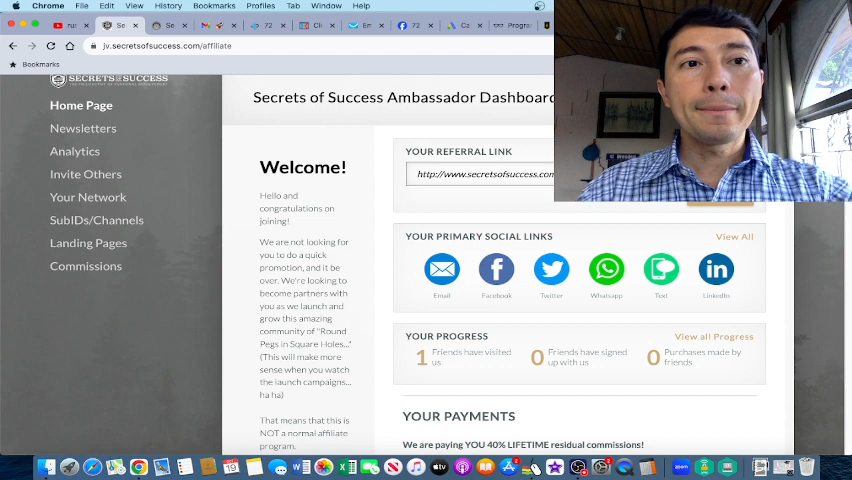 Chrome File Edit View History Bookmarks Profiles Tab Window Help
jv.secretsofsuccess.com/affiliate
Bookmarks
SECRETS OF SUCCESS
Home Page
Newsletters
Analytics
Invite Others
Your Network
SubIDs/Channels
Landing Pages
Commissions
Secrets of Success Ambassador Dashboard
Welcome!
Hello and
congratulations on
joining!
We are not looking for
you to do a quick
promotion, and it be
over. We're looking to
become partners with
you as we launch and
grow this amazing
community of "Round
Pegs in Square Holes..."
(This will make more
sense when you watch
the launch campaigns...
ha ha)
That means that this is
NOT a normal affiliate
program.
YOUR REFERRAL LINK
http://www.secretsofsuccess.com
YOUR PRIMARY SOCIAL LINKS View All
Email Facebook Twitter Whatsapp Text LinkedIn
YOUR PROGRESS View all Progress
1 Friends have visited us
0 Friends have signed up with us
0 Purchases made by friends
YOUR PAYMENTS
We are paying YOU 40% LIFETIME residual commissions!